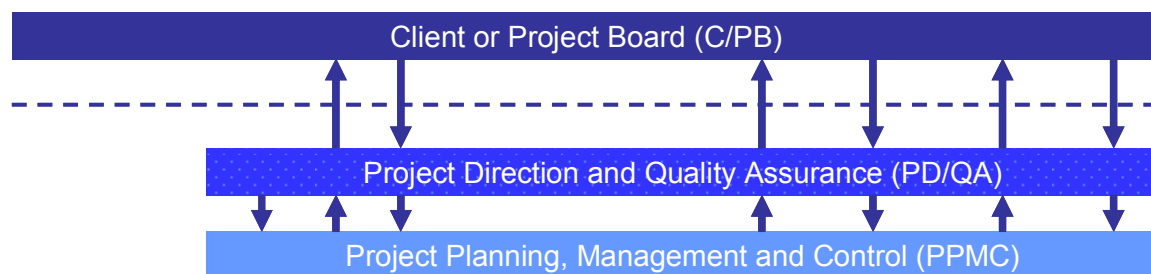 Client or Project Board (C/PB)
Project Direction and Quality Assurance (PD/QA)
Project Planning, Management and Control (PPMC)